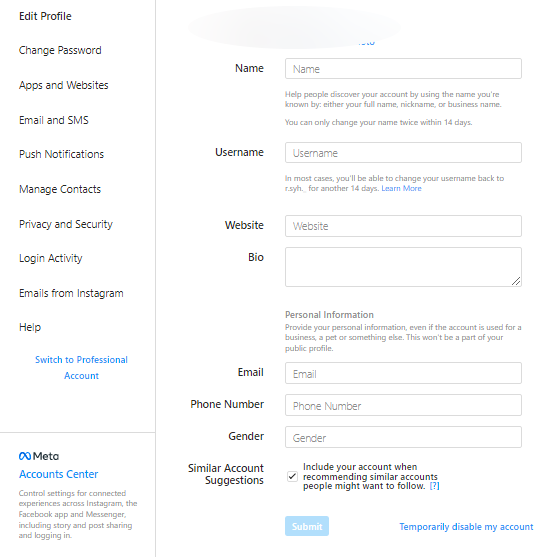 Edit Profile
Change Password
Apps and Websites
Email and SMS
Push Notifications
Manage Contacts
Privacy and Security
Login Activity
Emails from Instagram
Help
Switch to Professional
Account
Meta
Accounts Center
Control settings for connected
experiences across Instagram, the
Facebook app and Messenger,
including story and post sharing
and logging in.
Name
Name
Help people discover your account by using the name you're
known by: either your full name, nickname, or business name.
You can only change your name twice within 14 days.
Username
Username
In most cases, you'll be able to change your username back to
r.syh._ for another 14 days. Learn More
Website
Website
Bio
Personal Information
Provide your personal information, even if the account is used for a
business, a pet or something else. This won't be a part of your
public profile.
Email
Email
Phone Number
Phone Number
Gender
Gender
Similar Account
Suggestions
Include your account when
recommending similar accounts
people might want to follow. [?]
Submit
Temporarily disable my account